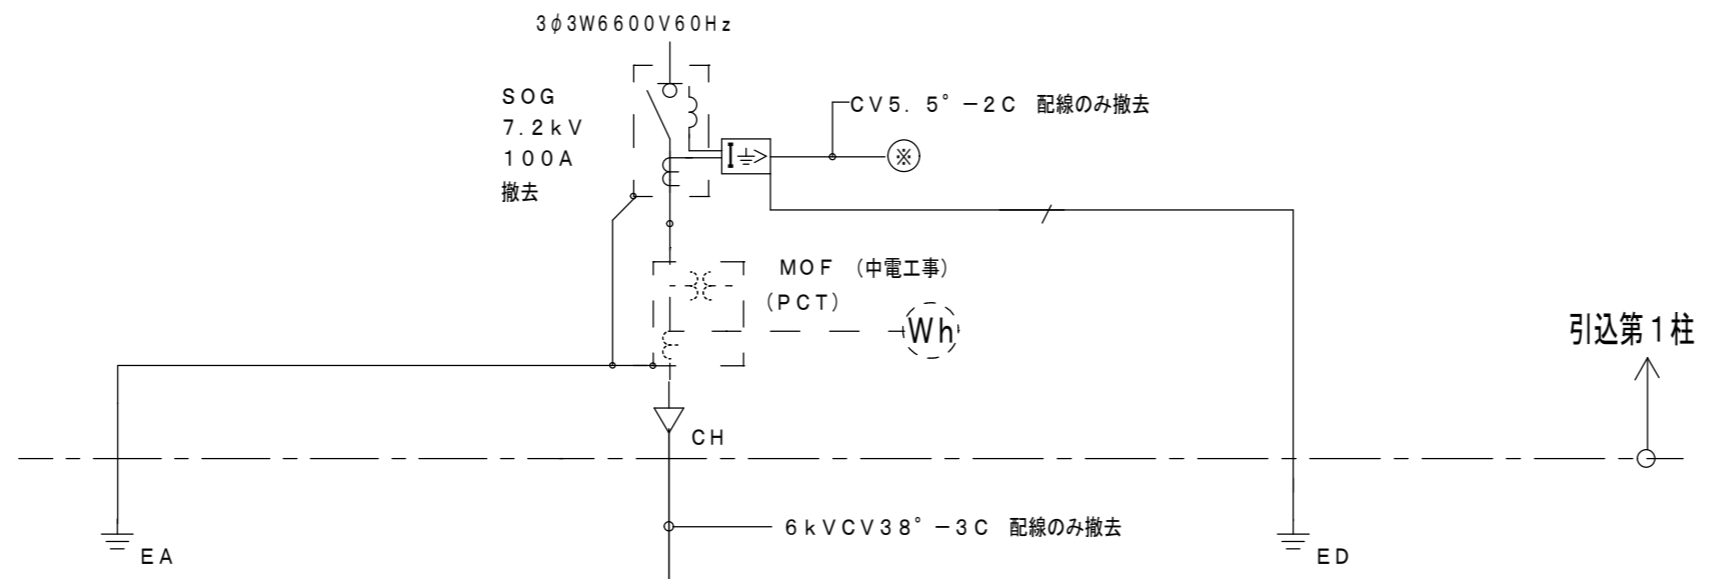 3φ3W6600V60Hz
SOG
7.2kV
100A
撤去
CV5.5°－2C 配線のみ撤去
※
MOF （中電工事）
（PCT）
Wh
引込第1柱
CH
6kVCV38°－3C 配線のみ撤去
EA
ED